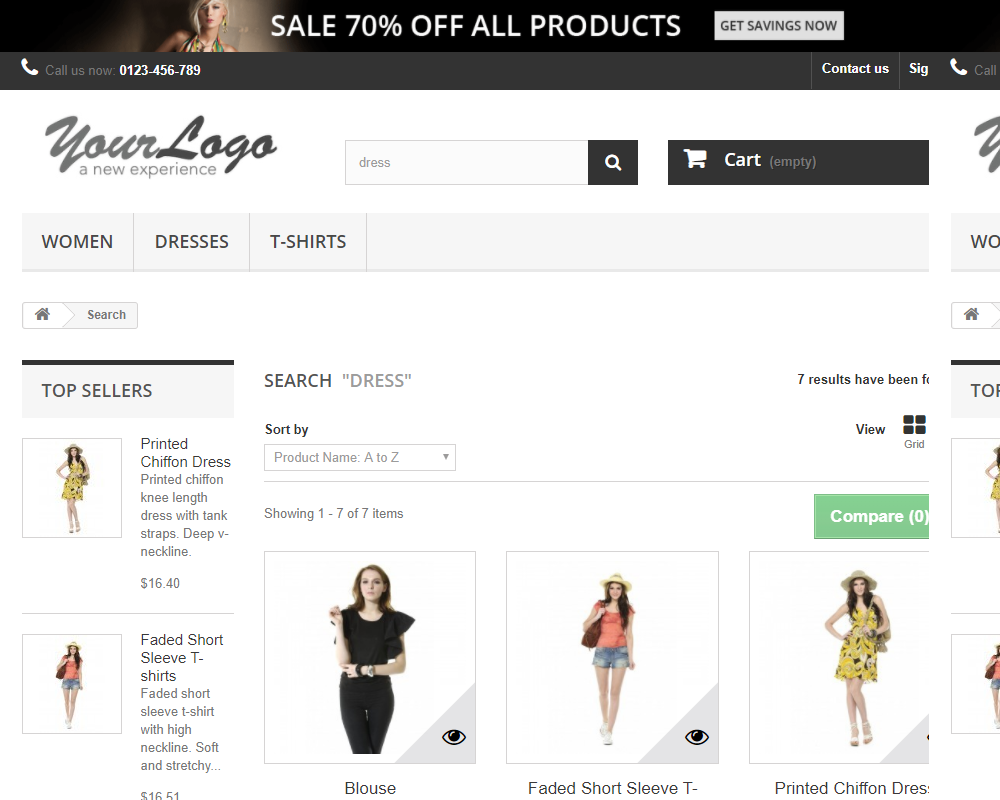 SALE 70% OFF ALL PRODUCTS
GET SAVINGS NOW
Call us now: 0123-456-789
Contact us
Sig
Call
Your Logo
a new experience
dress
Cart (empty)
WOMEN
DRESSES
T-SHIRTS
WO
Search
TOP SELLERS
Printed
Chiffon Dress
Printed chiffon
knee length
dress with tank
straps. Deep v-
neckline.
$16.40
Faded Short
Sleeve T-
shirts
Faded short
sleeve t-shirt
with high
neckline. Soft
and stretchy...
$16.51
SEARCH "DRESS"
7 results have been fo
Sort by
Product Name: A to Z
View
Grid
Showing 1 - 7 of 7 items
Compare (0)
Blouse
Faded Short Sleeve T-
Printed Chiffon Dress
TOP